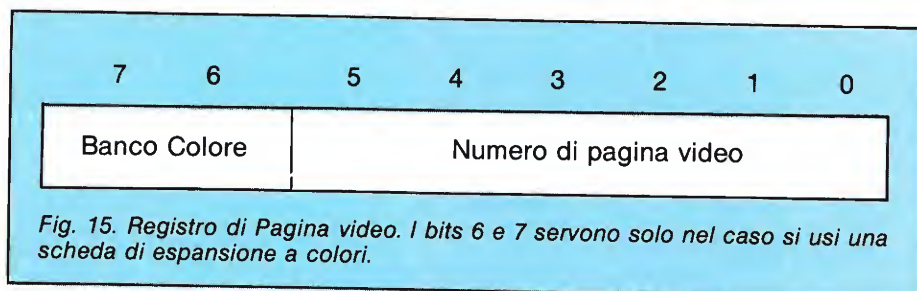 7 6 5 4 3 2 1 0
Banco Colore Numero di pagina video
Fig. 15. Registro di Pagina video. I bits 6 e 7 servono solo nel caso si usi una
scheda di espansione a colori.